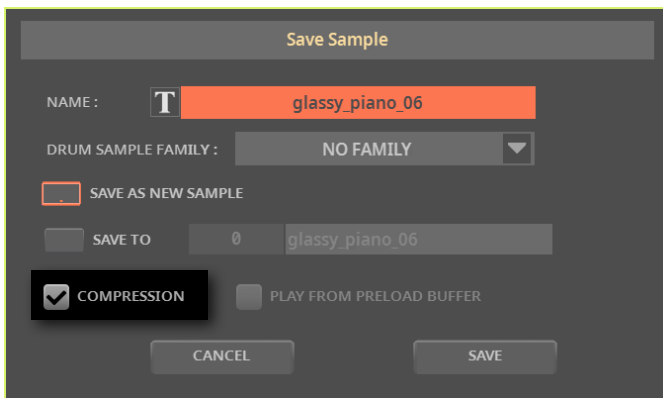 Save Sample
NAME : T glassy_piano_06
DRUM SAMPLE FAMILY : NO FAMILY
SAVE AS NEW SAMPLE
SAVE TO 0 glassy_piano_06
COMPRESSION PLAY FROM PRELOAD BUFFER
CANCEL SAVE